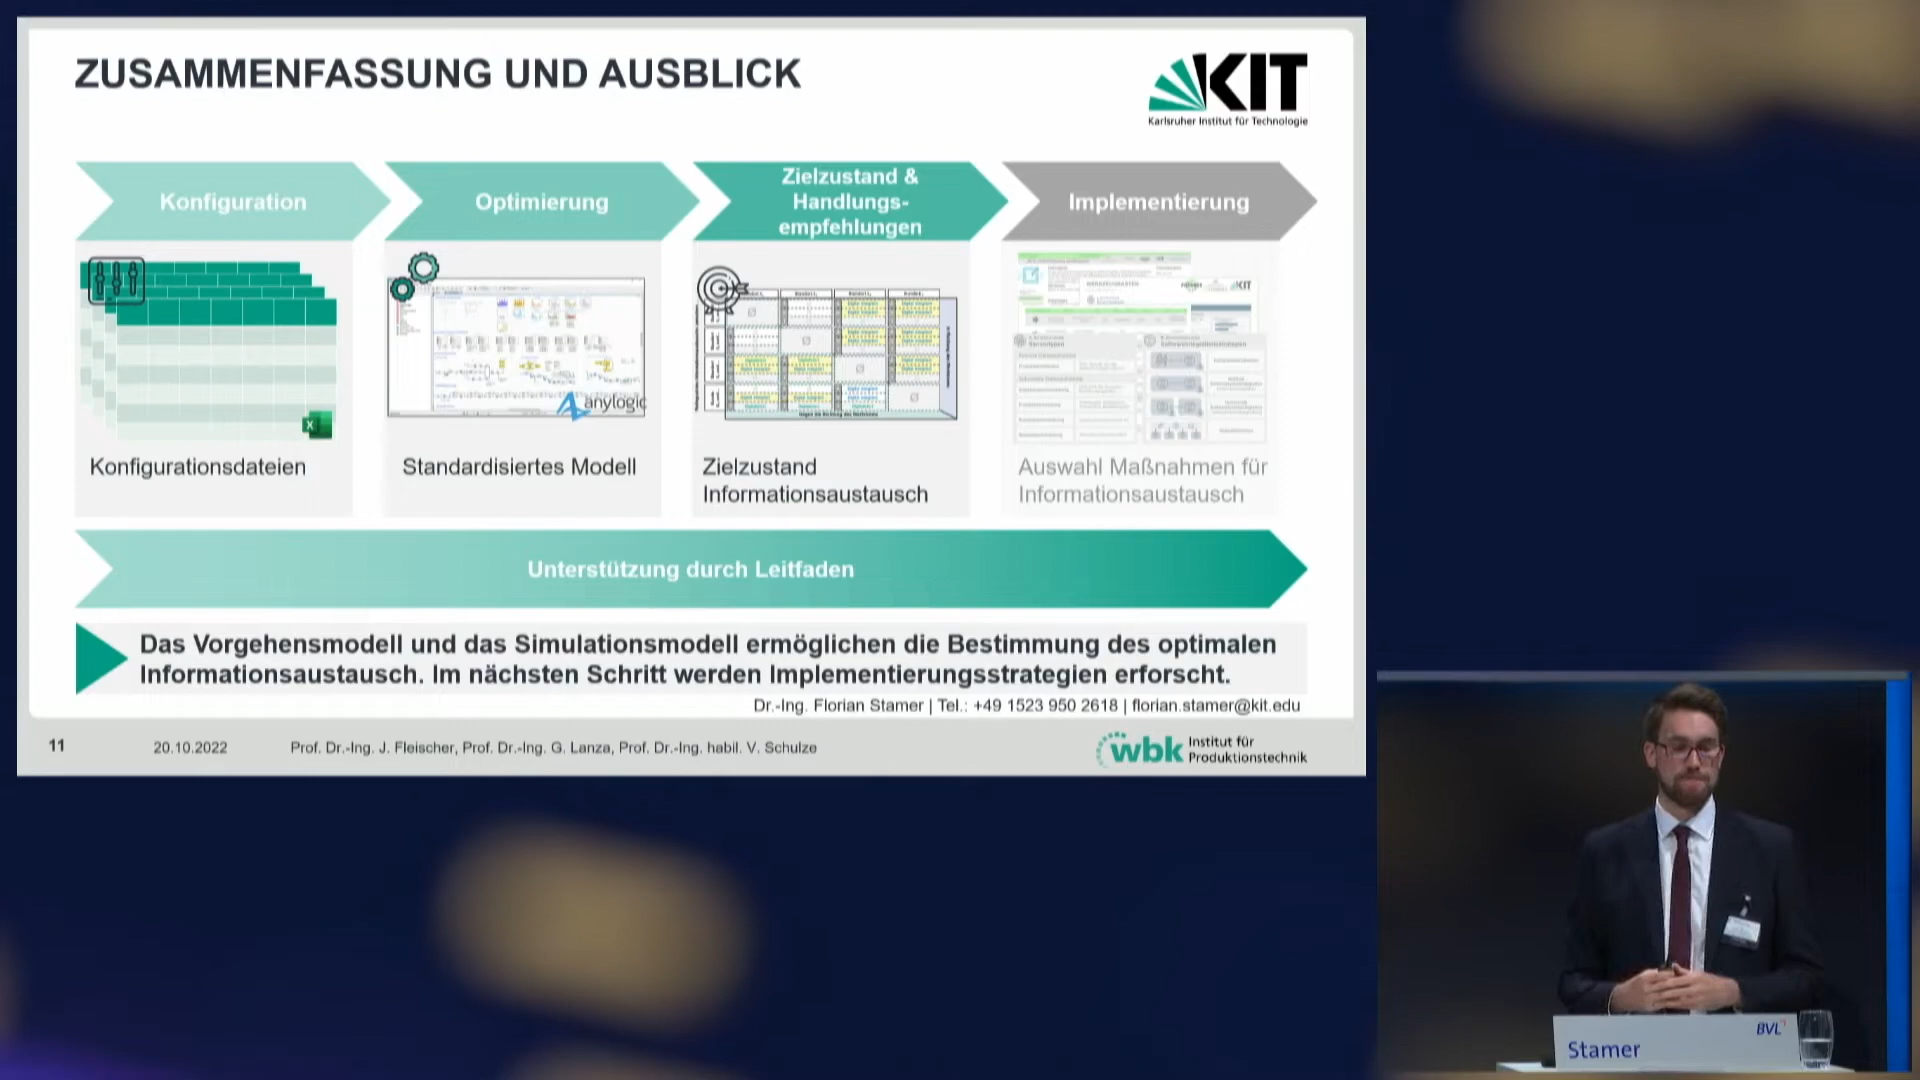 ZUSAMMENFASSUNG UND AUSBLICK
KIT
Karlsruher Institut für Technologie
Konfiguration
Optimierung
Zielzustand &
Handlungs-
empfehlungen
Implementierung
anylogic
Konfigurationsdateien
Standardisiertes Modell
Zielzustand
Informationsaustausch
Auswahl Maßnahmen für
Informationsaustausch
Unterstützung durch Leitfaden
Das Vorgehensmodell und das Simulationsmodell ermöglichen die Bestimmung des optimalen
Informationsaustausch. Im nächsten Schritt werden Implementierungsstrategien erforscht.
Dr.-Ing. Florian Stamer | Tel.: +49 1523 950 2618 | florian.stamer@kit.edu
11
20.10.2022
Prof. Dr.-Ing. J. Fleischer, Prof. Dr.-Ing. G. Lanza, Prof. Dr.-Ing. habil. V. Schulze
wbk Institut für
Produktionstechnik
BVL
Stamer